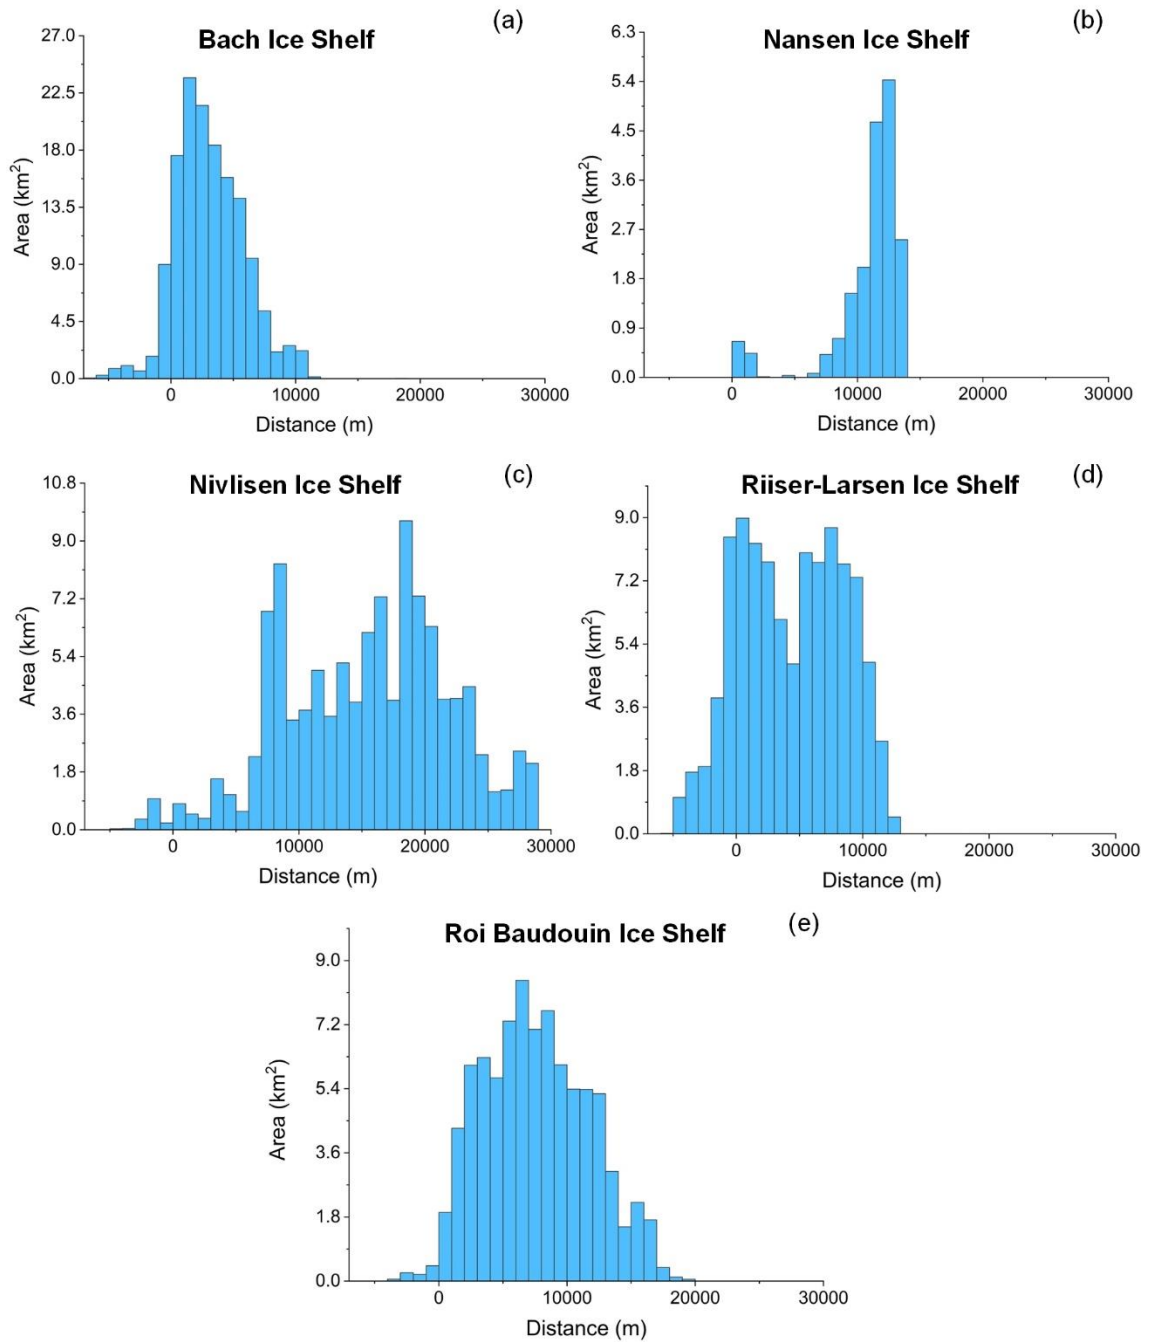 (a)
Bach Ice Shelf
27.0
22.5
18.0
13.5
9.0
4.5
0.0
Area (km²)
0 10000 20000 30000
Distance (m)
(b)
Nansen Ice Shelf
6.3
5.4
4.5
3.6
2.7
1.8
0.9
0.0
Area (km²)
0 10000 20000 30000
Distance (m)
(c)
Nivlisen Ice Shelf
10.8
9.0
7.2
5.4
3.6
1.8
0.0
Area (km²)
0 10000 20000 30000
Distance (m)
(d)
Riiser-Larsen Ice Shelf
9.0
7.2
5.4
3.6
1.8
0.0
Area (km²)
0 10000 20000 30000
Distance (m)
(e)
Roi Baudouin Ice Shelf
9.0
7.2
5.4
3.6
1.8
0.0
Area (km²)
0 10000 20000 30000
Distance (m)